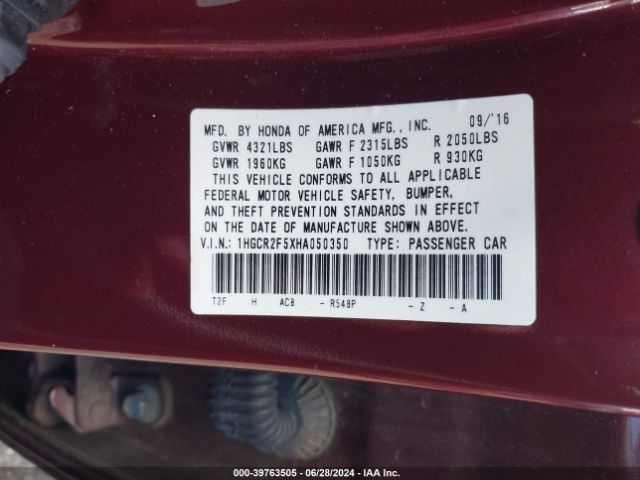 MFD. BY HONDA OF AMERICA MFG., INC. 09/'16
GVWR 4321LBS GAWR F 2315LBS R 2050LBS
GVWR 1960KG GAWR F 1050KG R 930KG
THIS VEHICLE CONFORMS TO ALL APPLICABLE
FEDERAL MOTOR VEHICLE SAFETY, BUMPER,
AND THEFT PREVENTION STANDARDS IN EFFECT
ON THE DATE OF MANUFACTURE SHOWN ABOVE.
V.I.N.: 1HGCR2F5XHA050350 TYPE: PASSENGER CAR
T2F H AC8 - R548P - Z - A
000-39763505 - 06/28/2024 - IAA Inc.